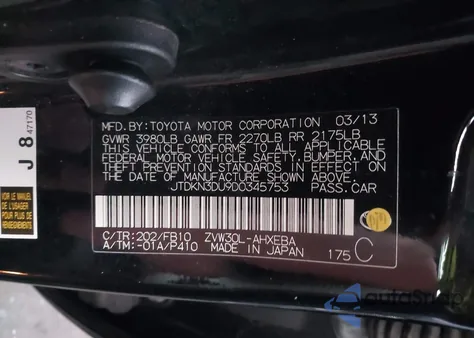 MFD.BY:TOYOTA MOTOR CORPORATION 03/13
GVWR 3980LB GAWR FR 2270LB RR 2175LB
THIS VEHICLE CONFORMS TO ALL APPLICABLE
FEDERAL MOTOR VEHICLE SAFETY, BUMPER, AND
THEFT PREVENTION STANDARDS IN EFFECT ON
THE DATE OF MANUFACTURE SHOWN ABOVE.
JTDKN3DU9D0345753 PASS.CAR
C/TR:202/FB10 ZVW30L-AHXEBA
A/TM:-01A/P410 MADE IN JAPAN 175 C
J 8
47170